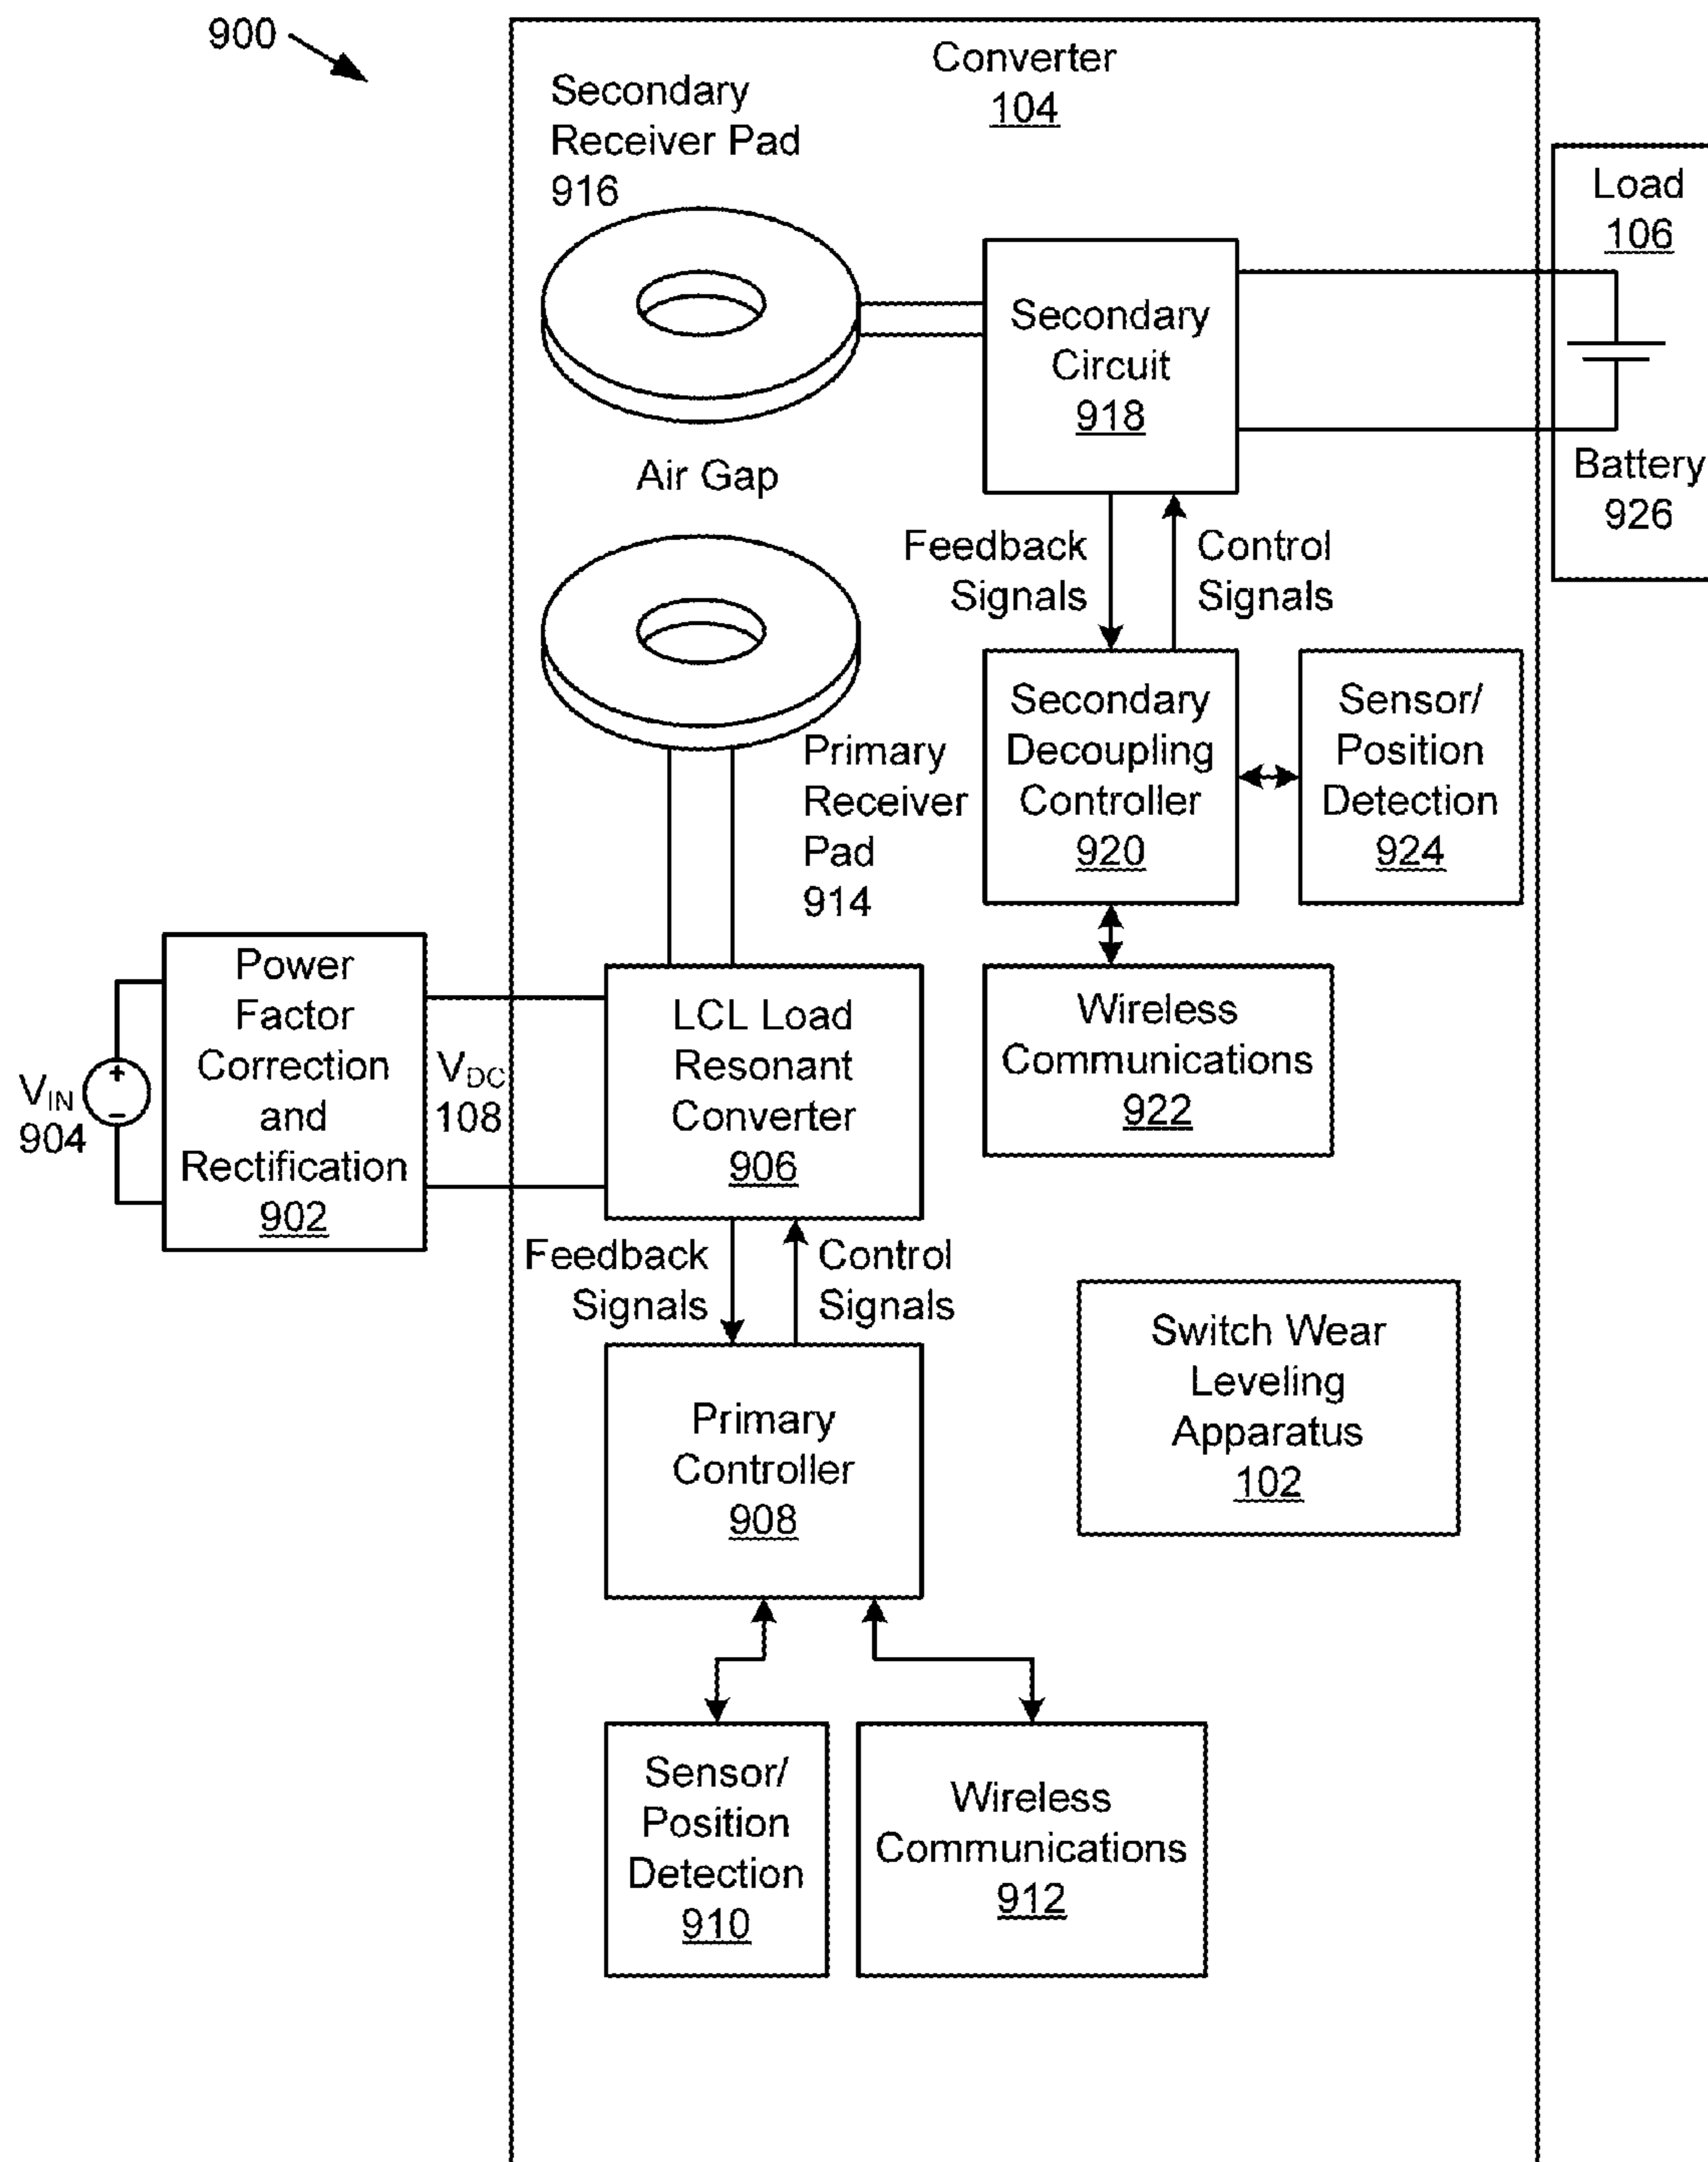 900
Converter
104
Secondary
Receiver Pad
916
Load
106
Secondary
Circuit
918
Battery
926
Air Gap
Feedback
Signals
Control
Signals
Secondary
Decoupling
Controller
920
Sensor/
Position
Detection
924
Primary
Receiver
Pad
914
Power
Factor
Correction
and
Rectification
902
V_IN
904
+
−
V_DC
108
LCL Load
Resonant
Converter
906
Wireless
Communications
922
Feedback
Signals
Control
Signals
Primary
Controller
908
Switch Wear
Leveling
Apparatus
102
Sensor/
Position
Detection
910
Wireless
Communications
912